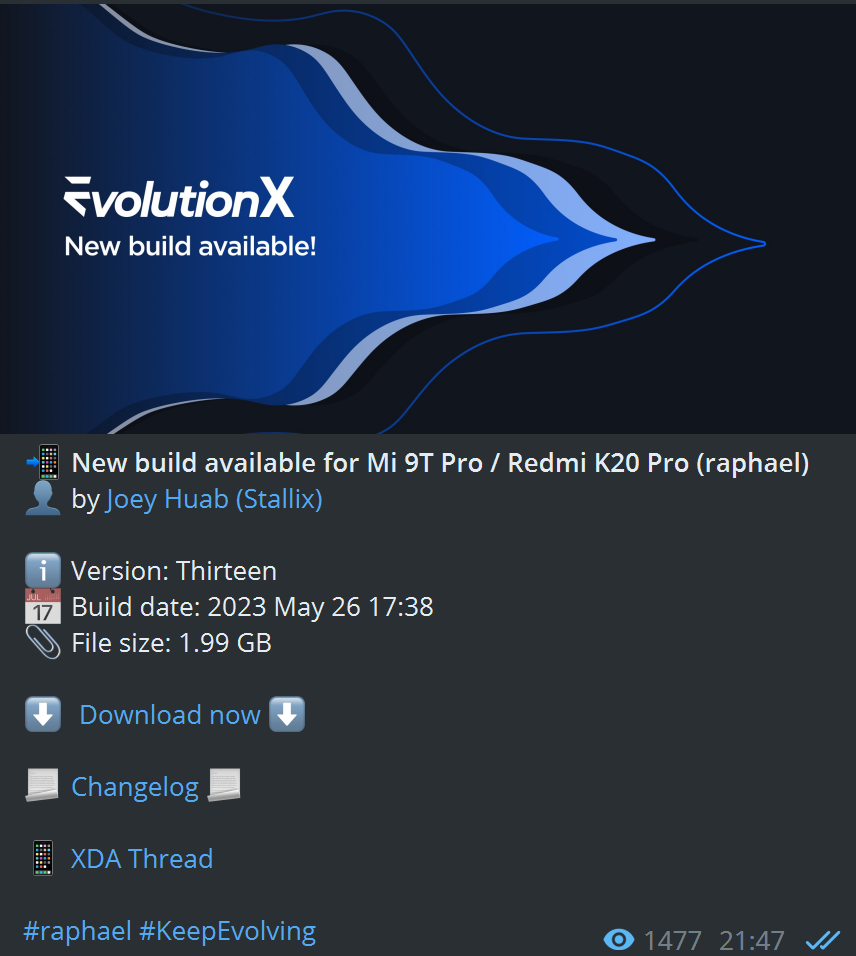 EvolutionX
New build available!
New build available for Mi 9T Pro / Redmi K20 Pro (raphael)
by Joey Huab (Stallix)
Version: Thirteen
JUL
17
Build date: 2023 May 26 17:38
File size: 1.99 GB
Download now
Changelog
XDA Thread
#raphael #KeepEvolving
1477 21:47